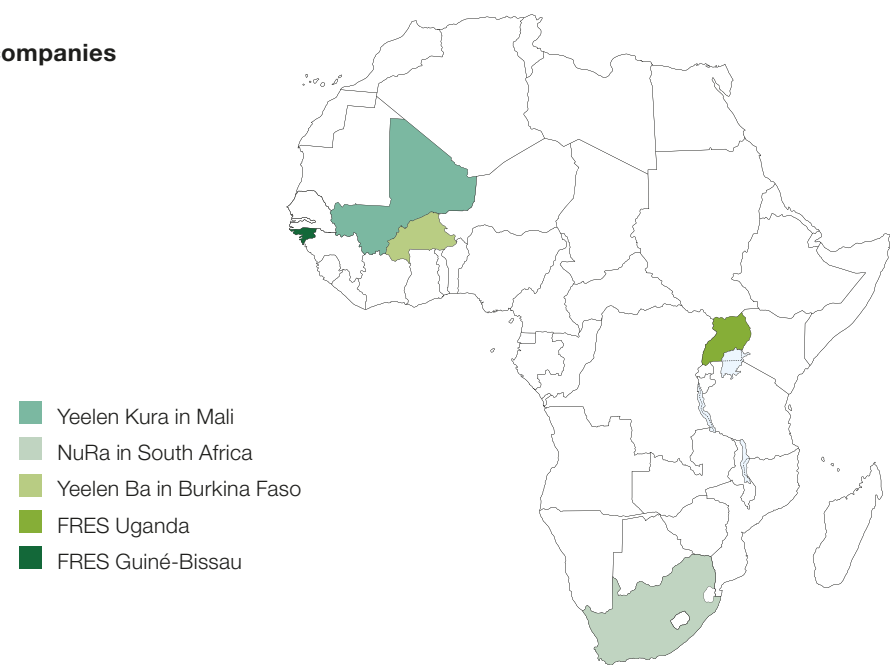 ompanies
Yeelen Kura in Mali
NuRa in South Africa
Yeelen Ba in Burkina Faso
FRES Uganda
FRES Guiné-Bissau